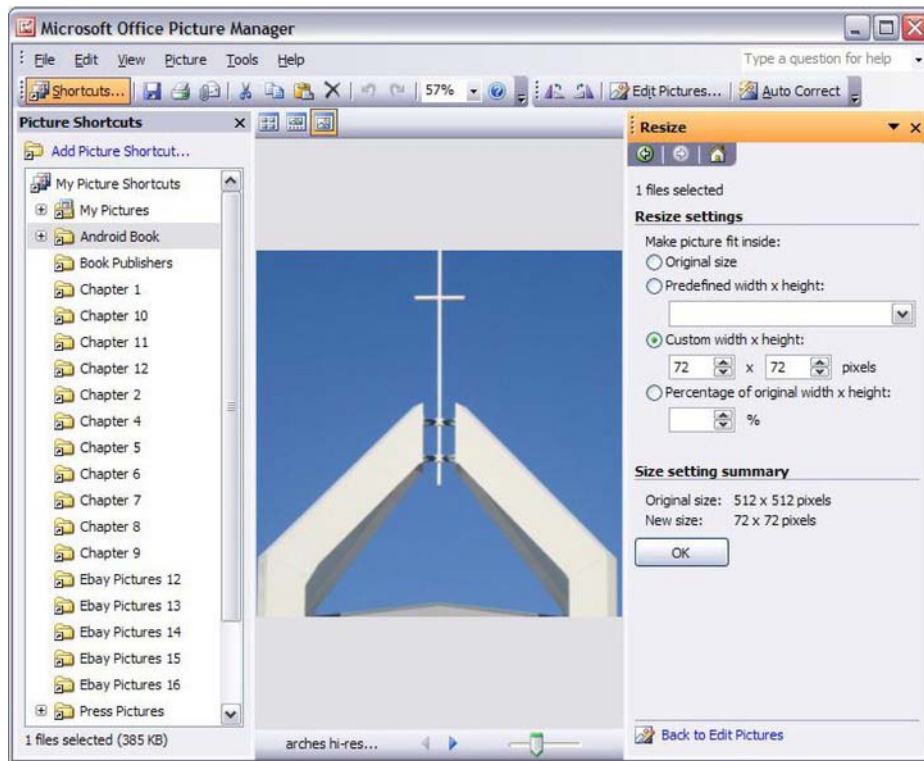 Microsoft Office Picture Manager
File Edit View Picture Tools Help
Type a question for help
Shortcuts... 57% Edit Pictures... Auto Correct
Picture Shortcuts
Add Picture Shortcut...
My Picture Shortcuts
My Pictures
Android Book
Book Publishers
Chapter 1
Chapter 10
Chapter 11
Chapter 12
Chapter 2
Chapter 4
Chapter 5
Chapter 6
Chapter 7
Chapter 8
Chapter 9
Ebay Pictures 12
Ebay Pictures 13
Ebay Pictures 14
Ebay Pictures 15
Ebay Pictures 16
Press Pictures
1 files selected (385 KB)
arches hi-res...
Resize
1 files selected
Resize settings
Make picture fit inside:
Original size
Predefined width x height:
Custom width x height:
72 x 72 pixels
Percentage of original width x height:
%
Size setting summary
Original size: 512 x 512 pixels
New size: 72 x 72 pixels
OK
Back to Edit Pictures